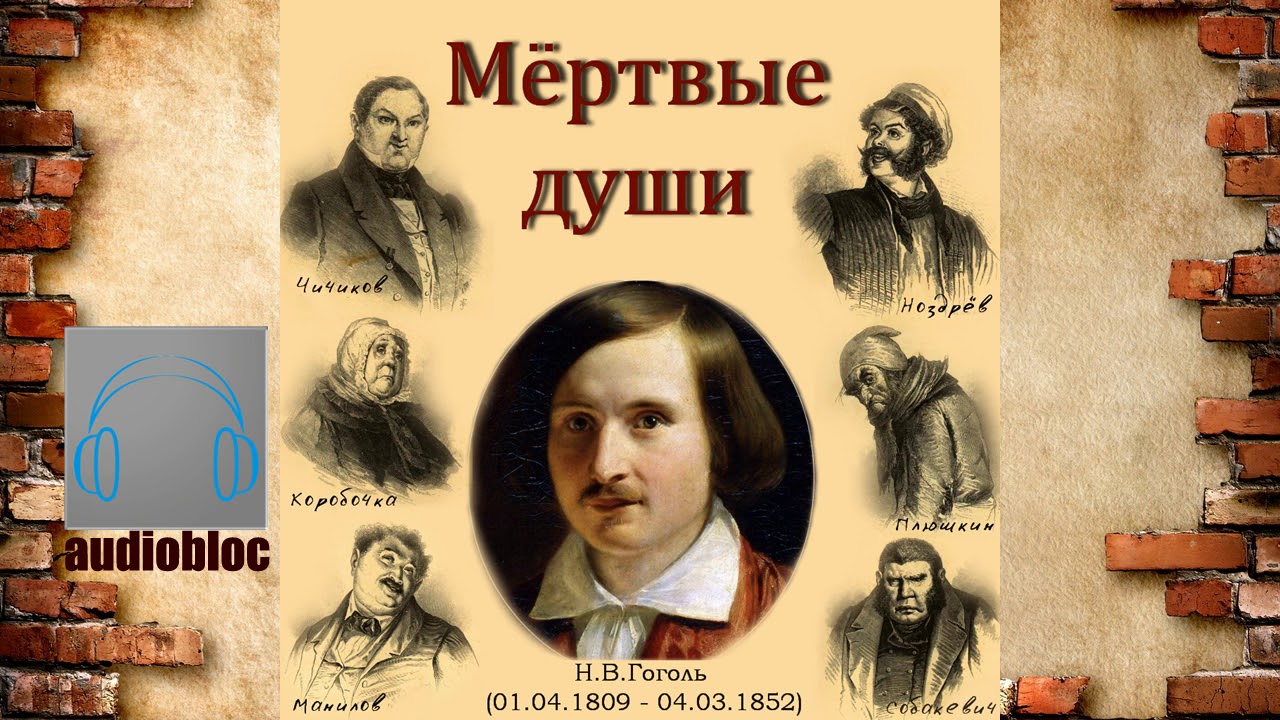 Мёртвые
души
Чичиков
Ноздрёв
Коробочка
Плюшкин
audiobloc
Манилов
Собакевич
Н.В.Гоголь
(01.04.1809 - 04.03.1852)